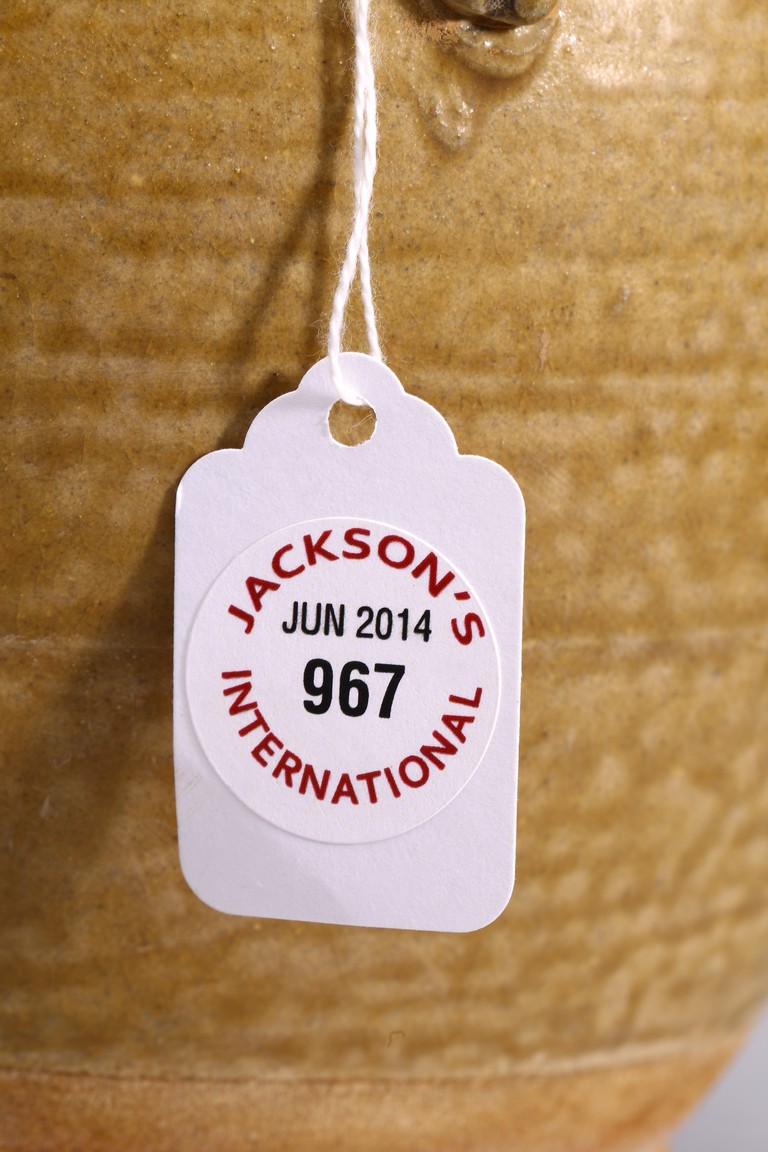 JACKSON'S
JUN 2014
967
INTERNATIONAL